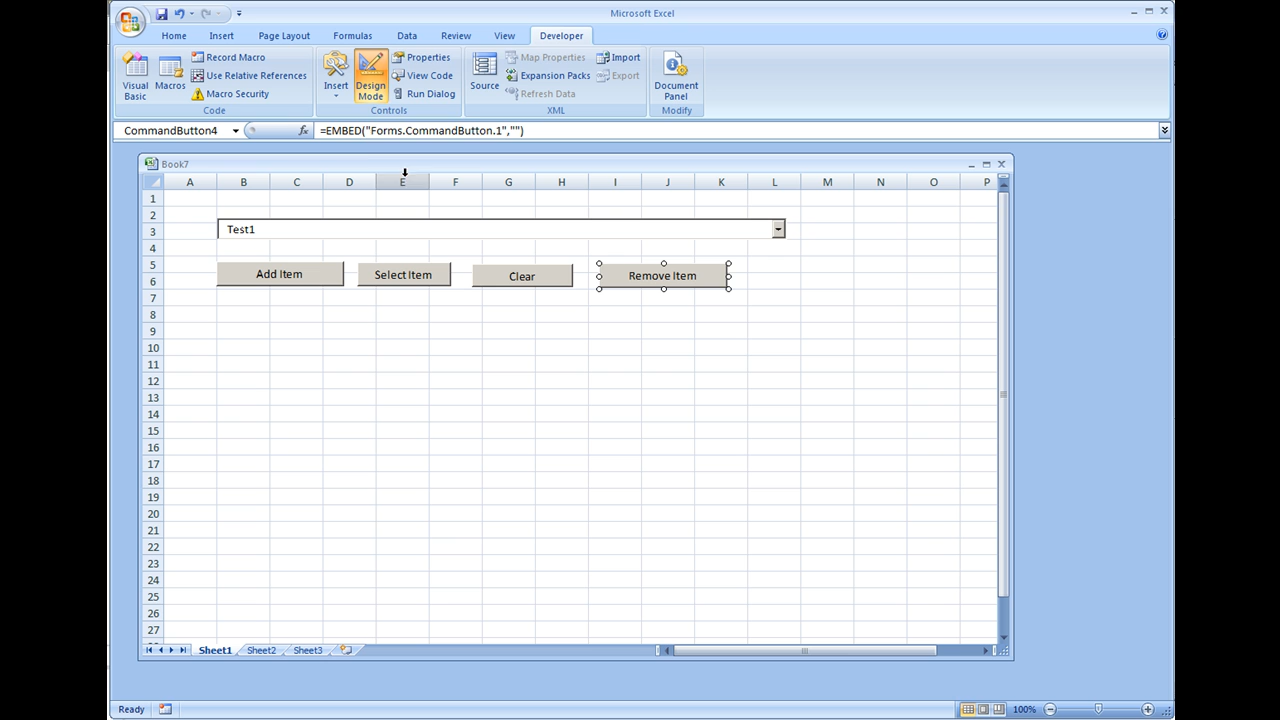 Microsoft Excel
Home Insert Page Layout Formulas Data Review View Developer
Visual Basic
Macros
Record Macro
Use Relative References
Macro Security
Code
Insert
Design Mode
Properties
View Code
Run Dialog
Controls
Source
Map Properties
Expansion Packs
Refresh Data
Import
Export
XML
Document Panel
Modify
CommandButton4 fx =EMBED("Forms.CommandButton.1","")
Book7
A B C D E F G H I J K L M N O P
1
2
3
Test1
4
5
6
Add Item Select Item Clear Remove Item
7
8
9
10
11
12
13
14
15
16
17
18
19
20
21
22
23
24
25
26
27
Sheet1 Sheet2 Sheet3
Ready 100%